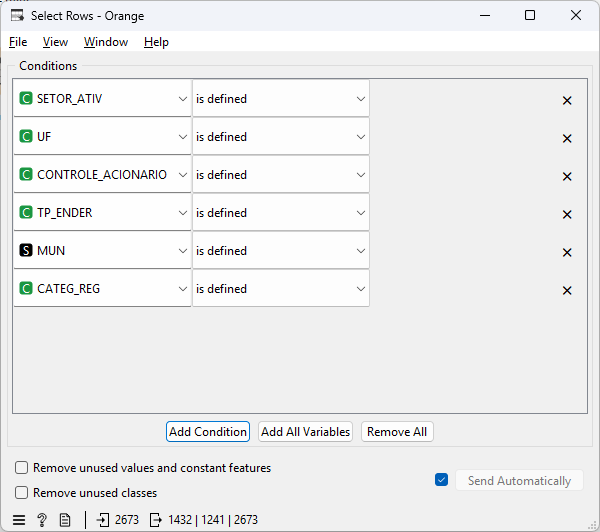 Select Rows - Orange
File View Window Help
Conditions
C SETOR_ATIV is defined
C UF is defined
C CONTROLE_ACIONARIO is defined
C TP_ENDER is defined
S MUN is defined
C CATEG_REG is defined
Add Condition Add All Variables Remove All
Remove unused values and constant features
Send Automatically
Remove unused classes
2673 1432 | 1241 | 2673